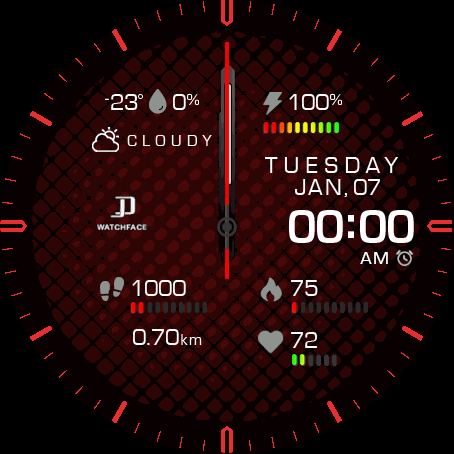 -23° 0%
CLOUDY
100%
TUESDAY
JAN, 07
00:00
AM
WATCHFACE
1000
0.70km
75
72